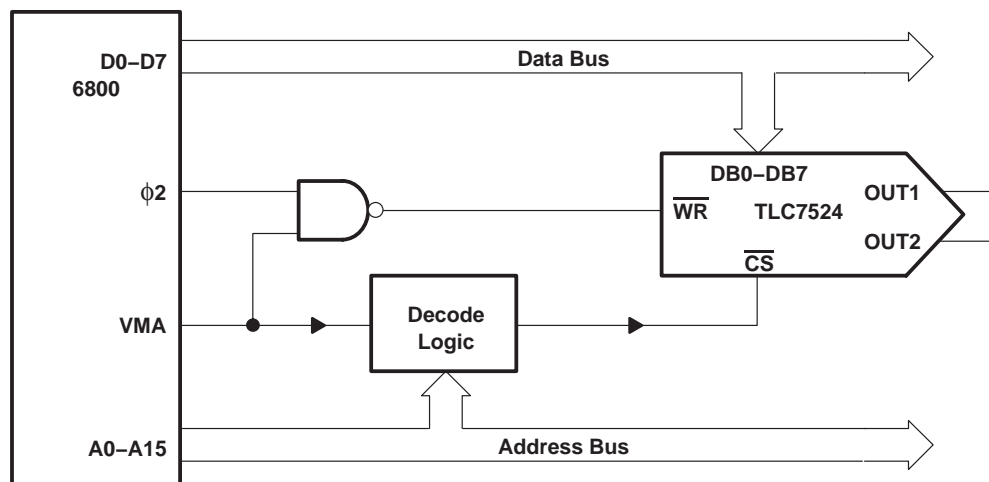 D0–D7
6800
Data Bus
DB0–DB7
ϕ2
WR
TLC7524
OUT1
OUT2
CS
VMA
Decode
Logic
A0–A15
Address Bus